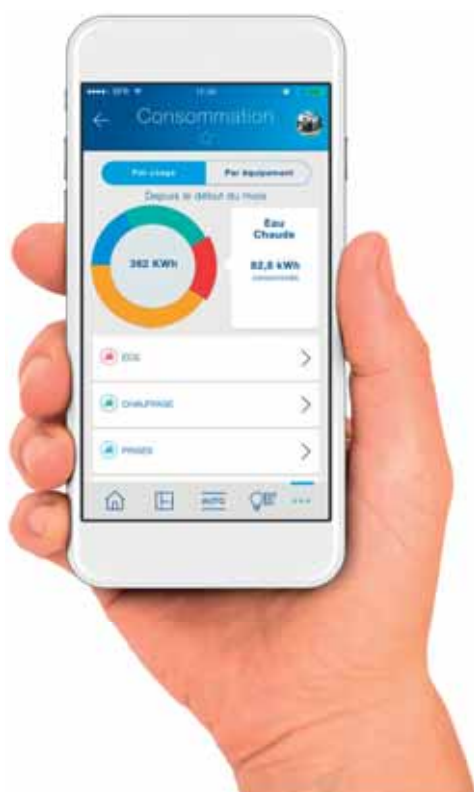 Consommation
Par usage
Par équipement
Depuis le début du mois
362 KWh
Eau
Chaude
82,8 kWh
consommés
ECS
CHAUFFAGE
PRISES
AUTO